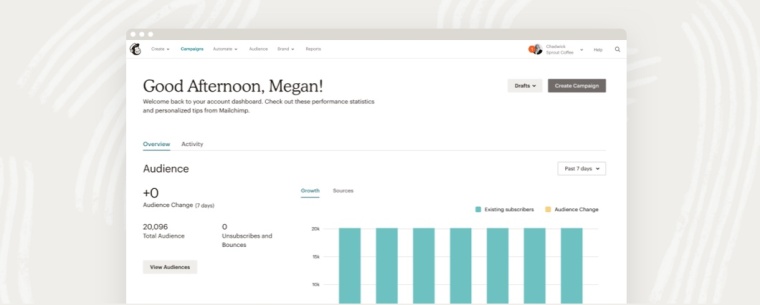 Create
Campaigns
Automate
Audience
Brand
Reports
Chadwick
Sprout Coffee
Help
Good Afternoon, Megan!
Welcome back to your account dashboard. Check out these performance statistics
and personalized tips from Mailchimp.
Drafts
Create Campaign
Overview
Activity
Audience
Past 7 days
+0
Audience Change (7 days)
20,096
Total Audience
0
Unsubscribes and
Bounces
View Audiences
Growth
Sources
Existing subscribers
Audience Change
20k
15k
10k